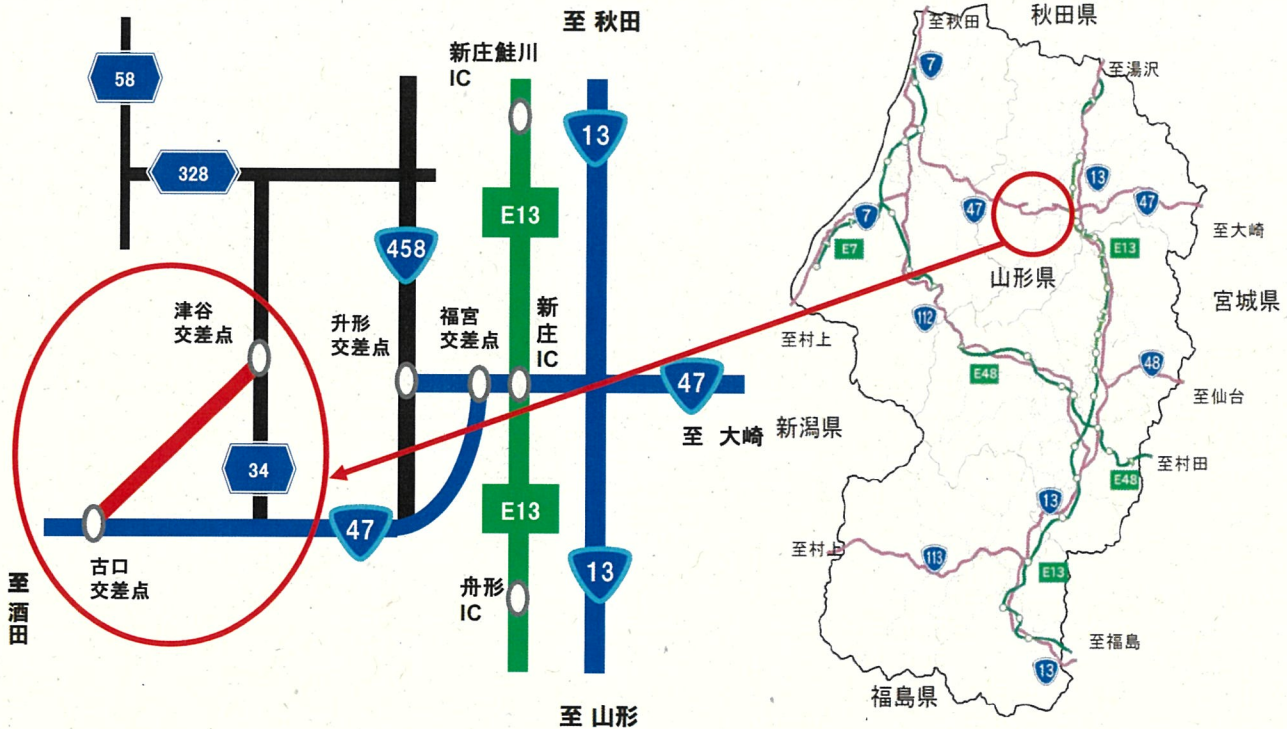 至 秋田
58
新庄鮭川
IC
13
328
E13
458
津谷
交差点
升形
交差点
福宮
交差点
新庄IC
47
至 大崎
34
E13
47
13
古口
交差点
至酒田
舟形
IC
至 山形
秋田県
至秋田
7
至湯沢
13
47
47
7
至大崎
E7
E13
山形県
宮城県
112
至村上
E48
48
至仙台
新潟県
至村田
E48
13
至村上
113
E13
至福島
13
福島県